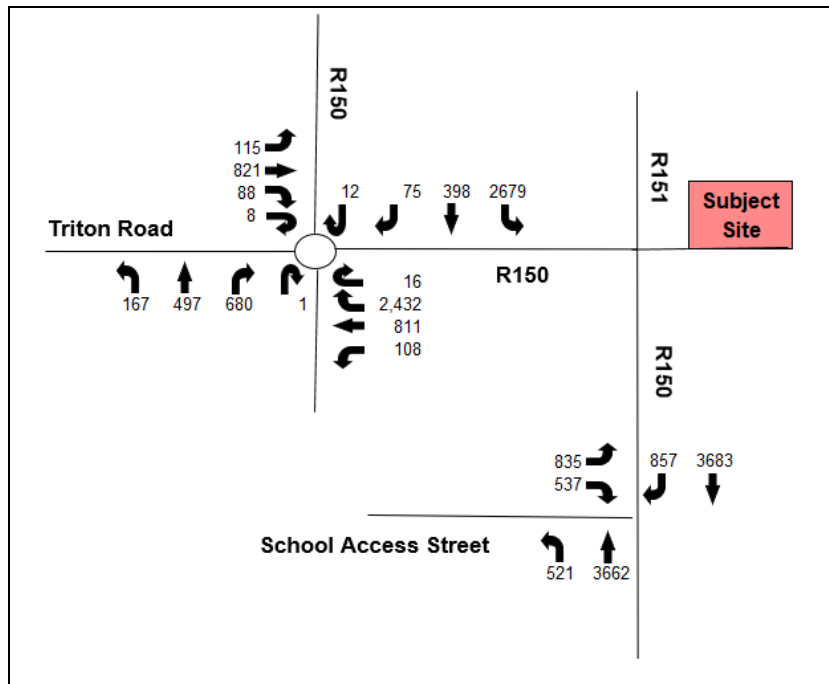 R150
115
821
88
8
12 75 398 2679
R151
Subject
Site
Triton Road
R150
167 497 680 1
16
2,432
811
108
R150
835
537
857 3683
School Access Street
521 3662